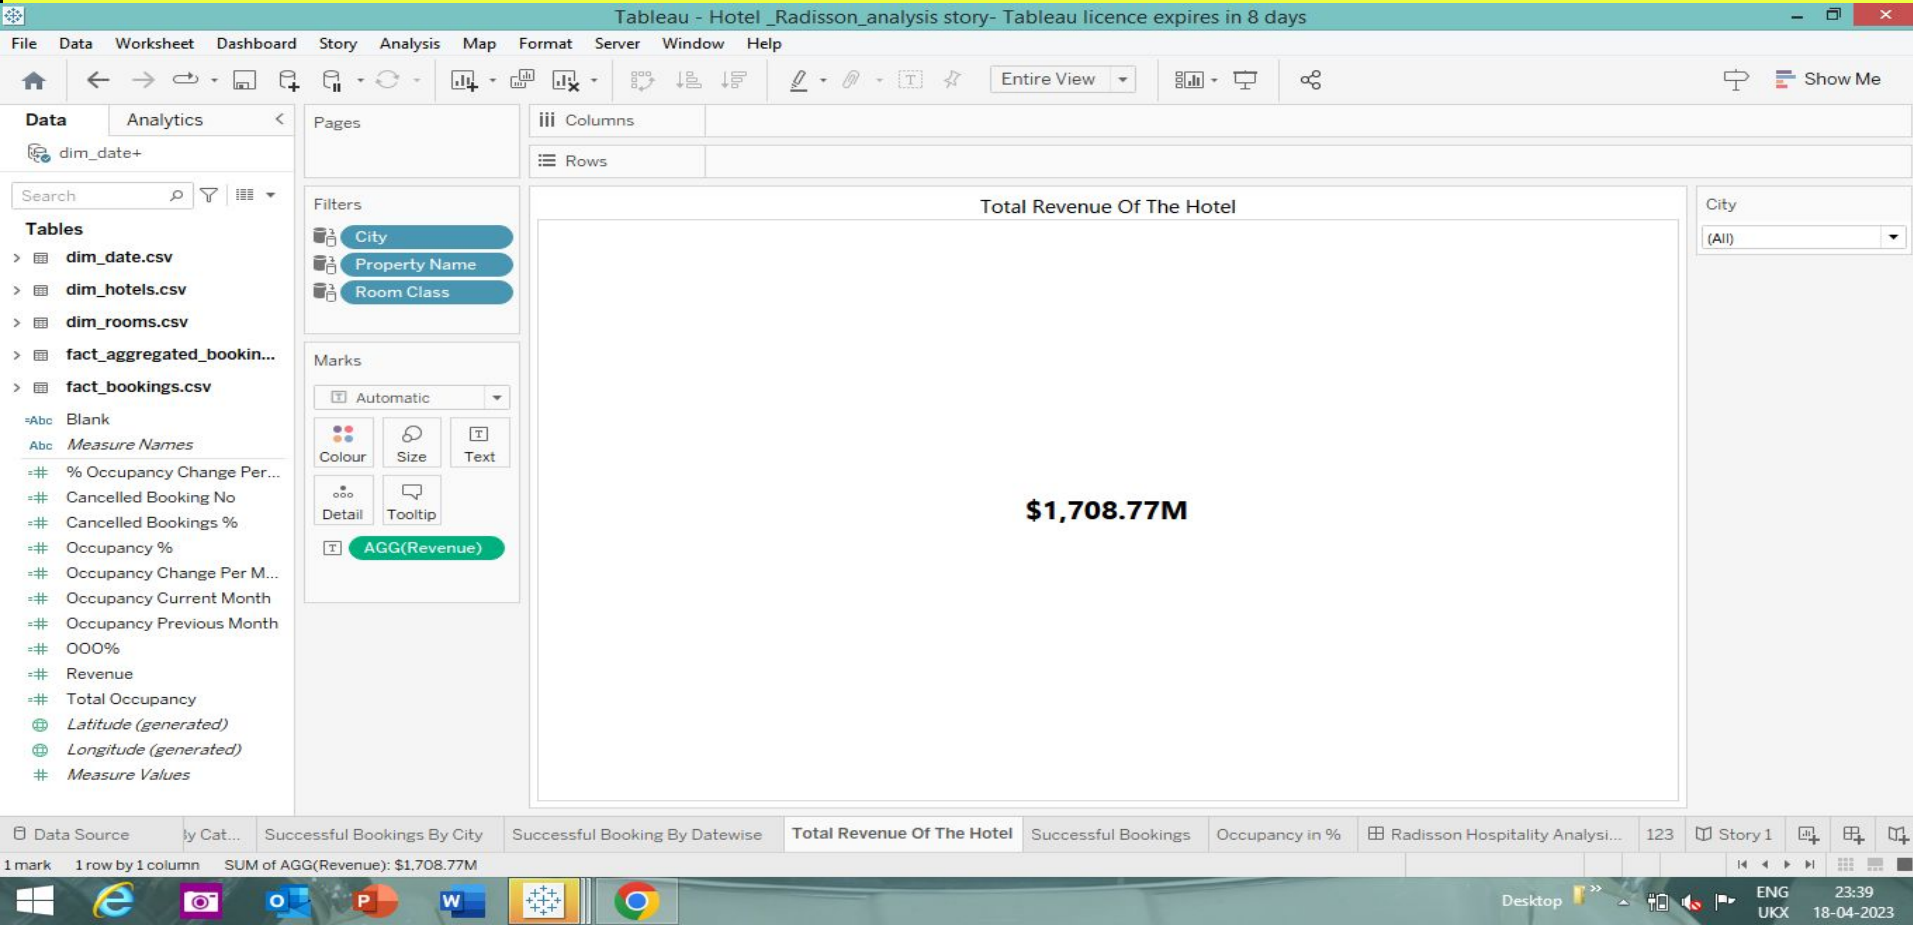 Tableau - Hotel _Radisson_analysis story- Tableau licence expires in 8 days
File Data Worksheet Dashboard Story Analysis Map Format Server Window Help
Entire View
Show Me
Data Analytics
dim_date+
Search
Tables
dim_date.csv
dim_hotels.csv
dim_rooms.csv
fact_aggregated_bookin...
fact_bookings.csv
=Abc Blank
Abc Measure Names
=# % Occupancy Change Per...
=# Cancelled Booking No
=# Cancelled Bookings %
=# Occupancy %
=# Occupancy Change Per M...
=# Occupancy Current Month
=# Occupancy Previous Month
=# OOO%
=# Revenue
=# Total Occupancy
Latitude (generated)
Longitude (generated)
# Measure Values
Pages
Filters
City
Property Name
Room Class
Marks
Automatic
Colour Size Text
Detail Tooltip
AGG(Revenue)
Columns
Rows
Total Revenue Of The Hotel
$1,708.77M
City
(All)
Data Source ly Cat... Successful Bookings By City Successful Booking By Datewise Total Revenue Of The Hotel Successful Bookings Occupancy in % Radisson Hospitality Analysi... 123 Story 1
1 mark 1 row by 1 column SUM of AGG(Revenue): $1,708.77M
Desktop
ENG
UKX
23:39
18-04-2023